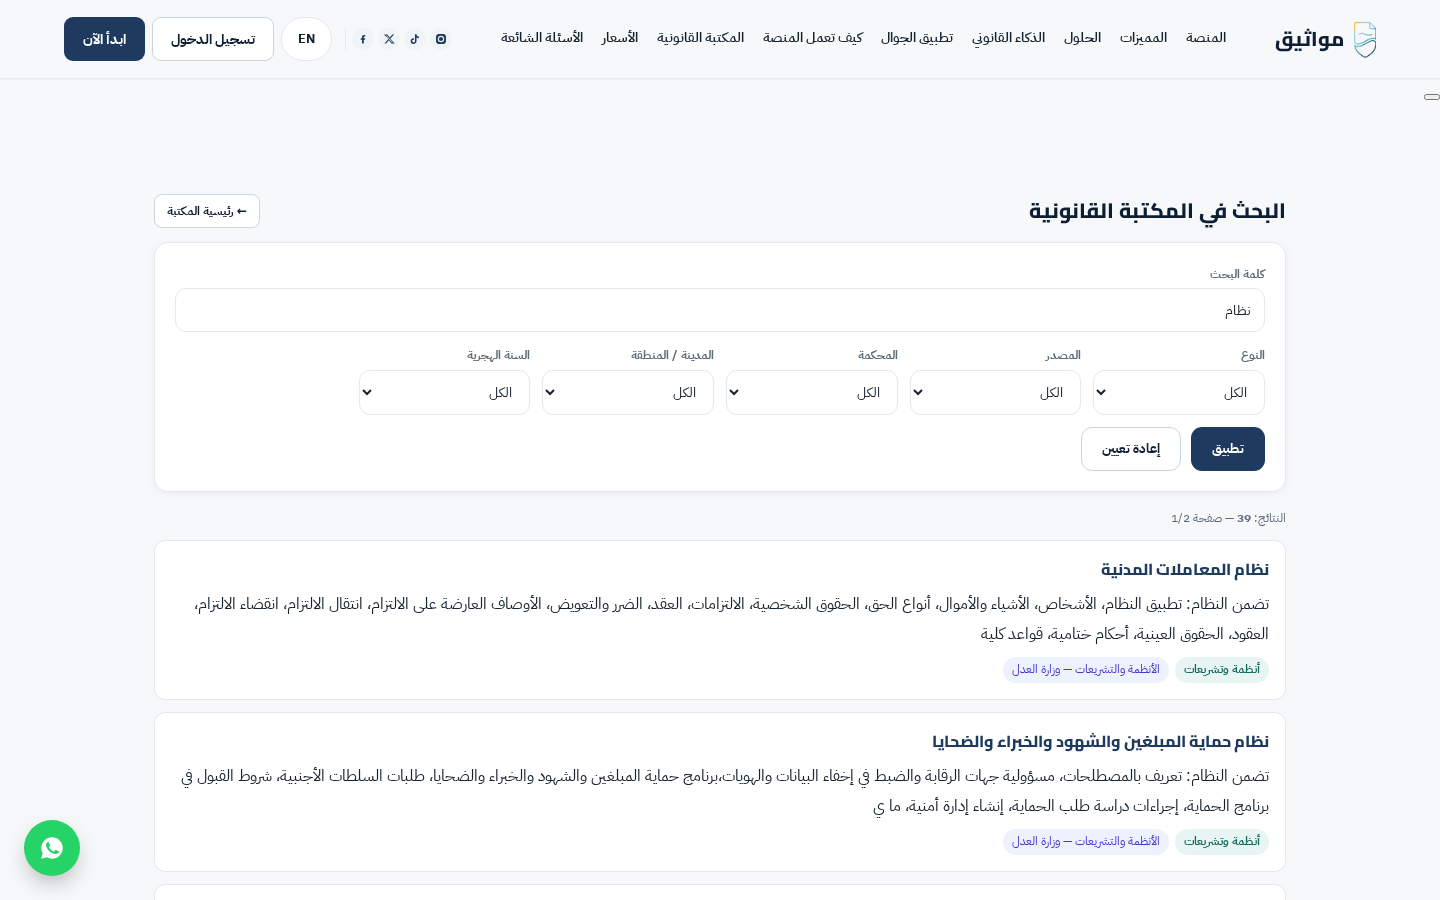 مواثيق
المنصة
المميزات
الحلول
الذكاء القانوني
تطبيق الجوال
كيف تعمل المنصة
المكتبة القانونية
الأسعار
الأسئلة الشائعة
EN
تسجيل الدخول
ابدأ الآن
البحث في المكتبة القانونية
← رئيسية المكتبة
كلمة البحث
نظام
النوع
المصدر
المحكمة
المدينة / المنطقة
السنة الهجرية
الكل
الكل
الكل
الكل
الكل
تطبيق
إعادة تعيين
النتائج: 39 — صفحة 1/2
نظام المعاملات المدنية
تضمن النظام: تطبيق النظام، الأشخاص، الأشياء والأموال، أنواع الحق، الحقوق الشخصية، الالتزامات، العقد، الضرر والتعويض، الأوصاف العارضة على الالتزام، انتقال الالتزام، انقضاء الالتزام،
العقود، الحقوق العينية، أحكام ختامية، قواعد كلية
أنظمة وتشريعات
الأنظمة والتشريعات — وزارة العدل
نظام حماية المبلغين والشهود والخبراء والضحايا
تضمن النظام: تعريف بالمصطلحات، مسؤولية جهات الرقابة والضبط في إخفاء البيانات والهويات،برنامج حماية المبلغين والشهود والخبراء والضحايا، طلبات السلطات الأجنبية، شروط القبول في
برنامج الحماية، إجراءات دراسة طلب الحماية، إنشاء إدارة أمنية، ما ي
أنظمة وتشريعات
الأنظمة والتشريعات — وزارة العدل